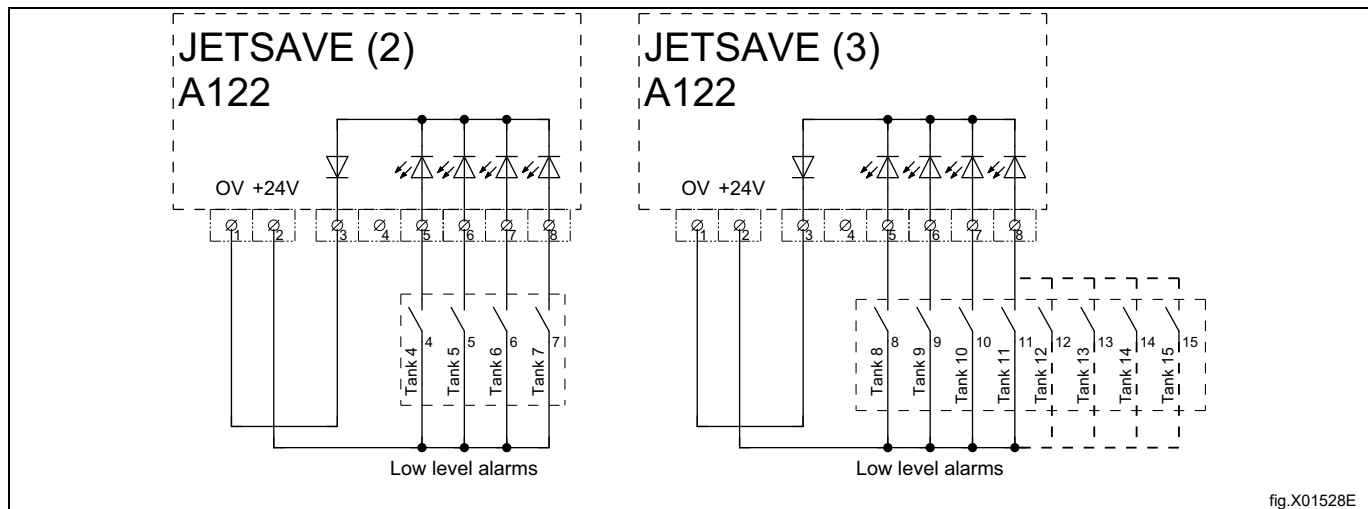 JETSAVE (2)
A122
OV +24V
1 2 3 4 5 6 7 8
4 5 6 7
Tank 4 Tank 5 Tank 6 Tank 7
Low level alarms
JETSAVE (3)
A122
OV +24V
1 2 3 4 5 6 7 8
8 9 10 11 12 13 14 15
Tank 8 Tank 9 Tank 10 Tank 11 Tank 12 Tank 13 Tank 14 Tank 15
Low level alarms
fig.X01528E